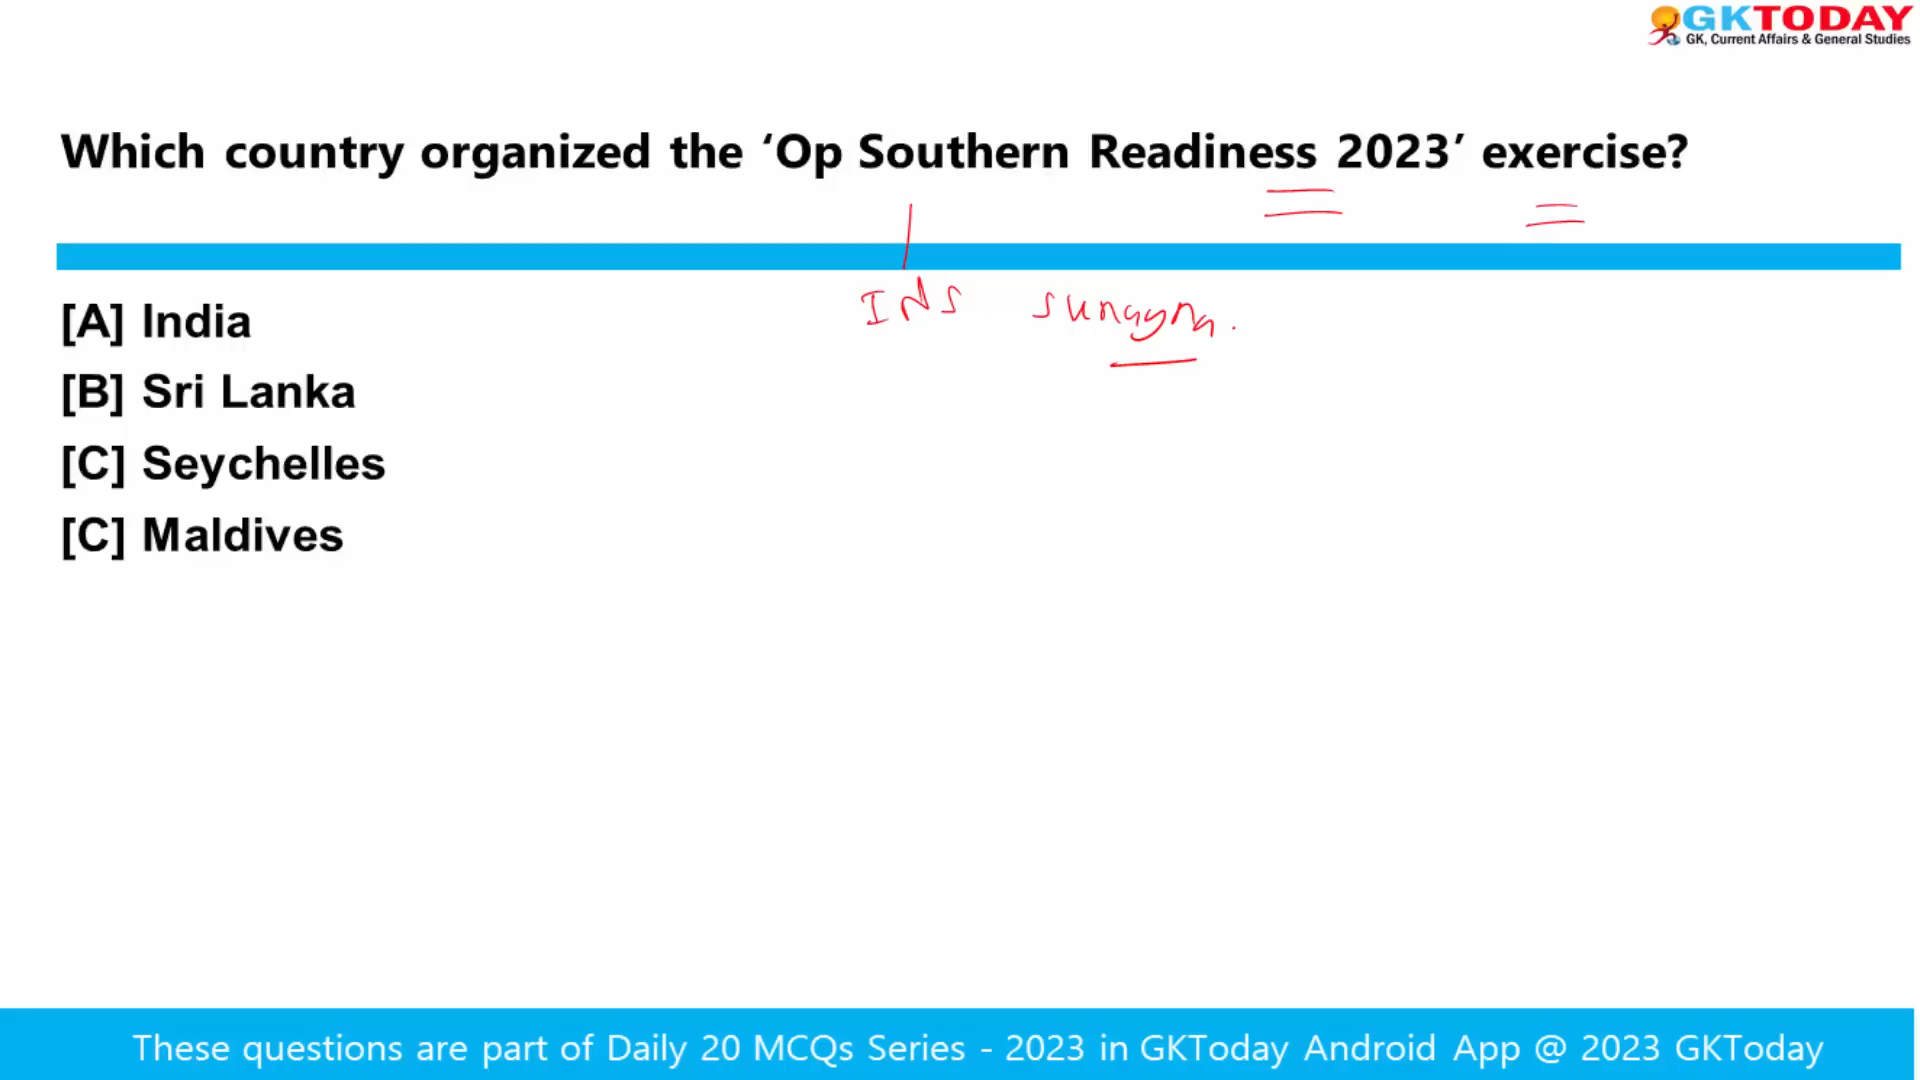 GKTODAY
GK, Current Affairs & General Studies
Which country organized the ‘Op Southern Readiness 2023’ exercise?
INS sunayna.
[A] India
[B] Sri Lanka
[C] Seychelles
[C] Maldives
These questions are part of Daily 20 MCQs Series - 2023 in GKToday Android App @ 2023 GKToday